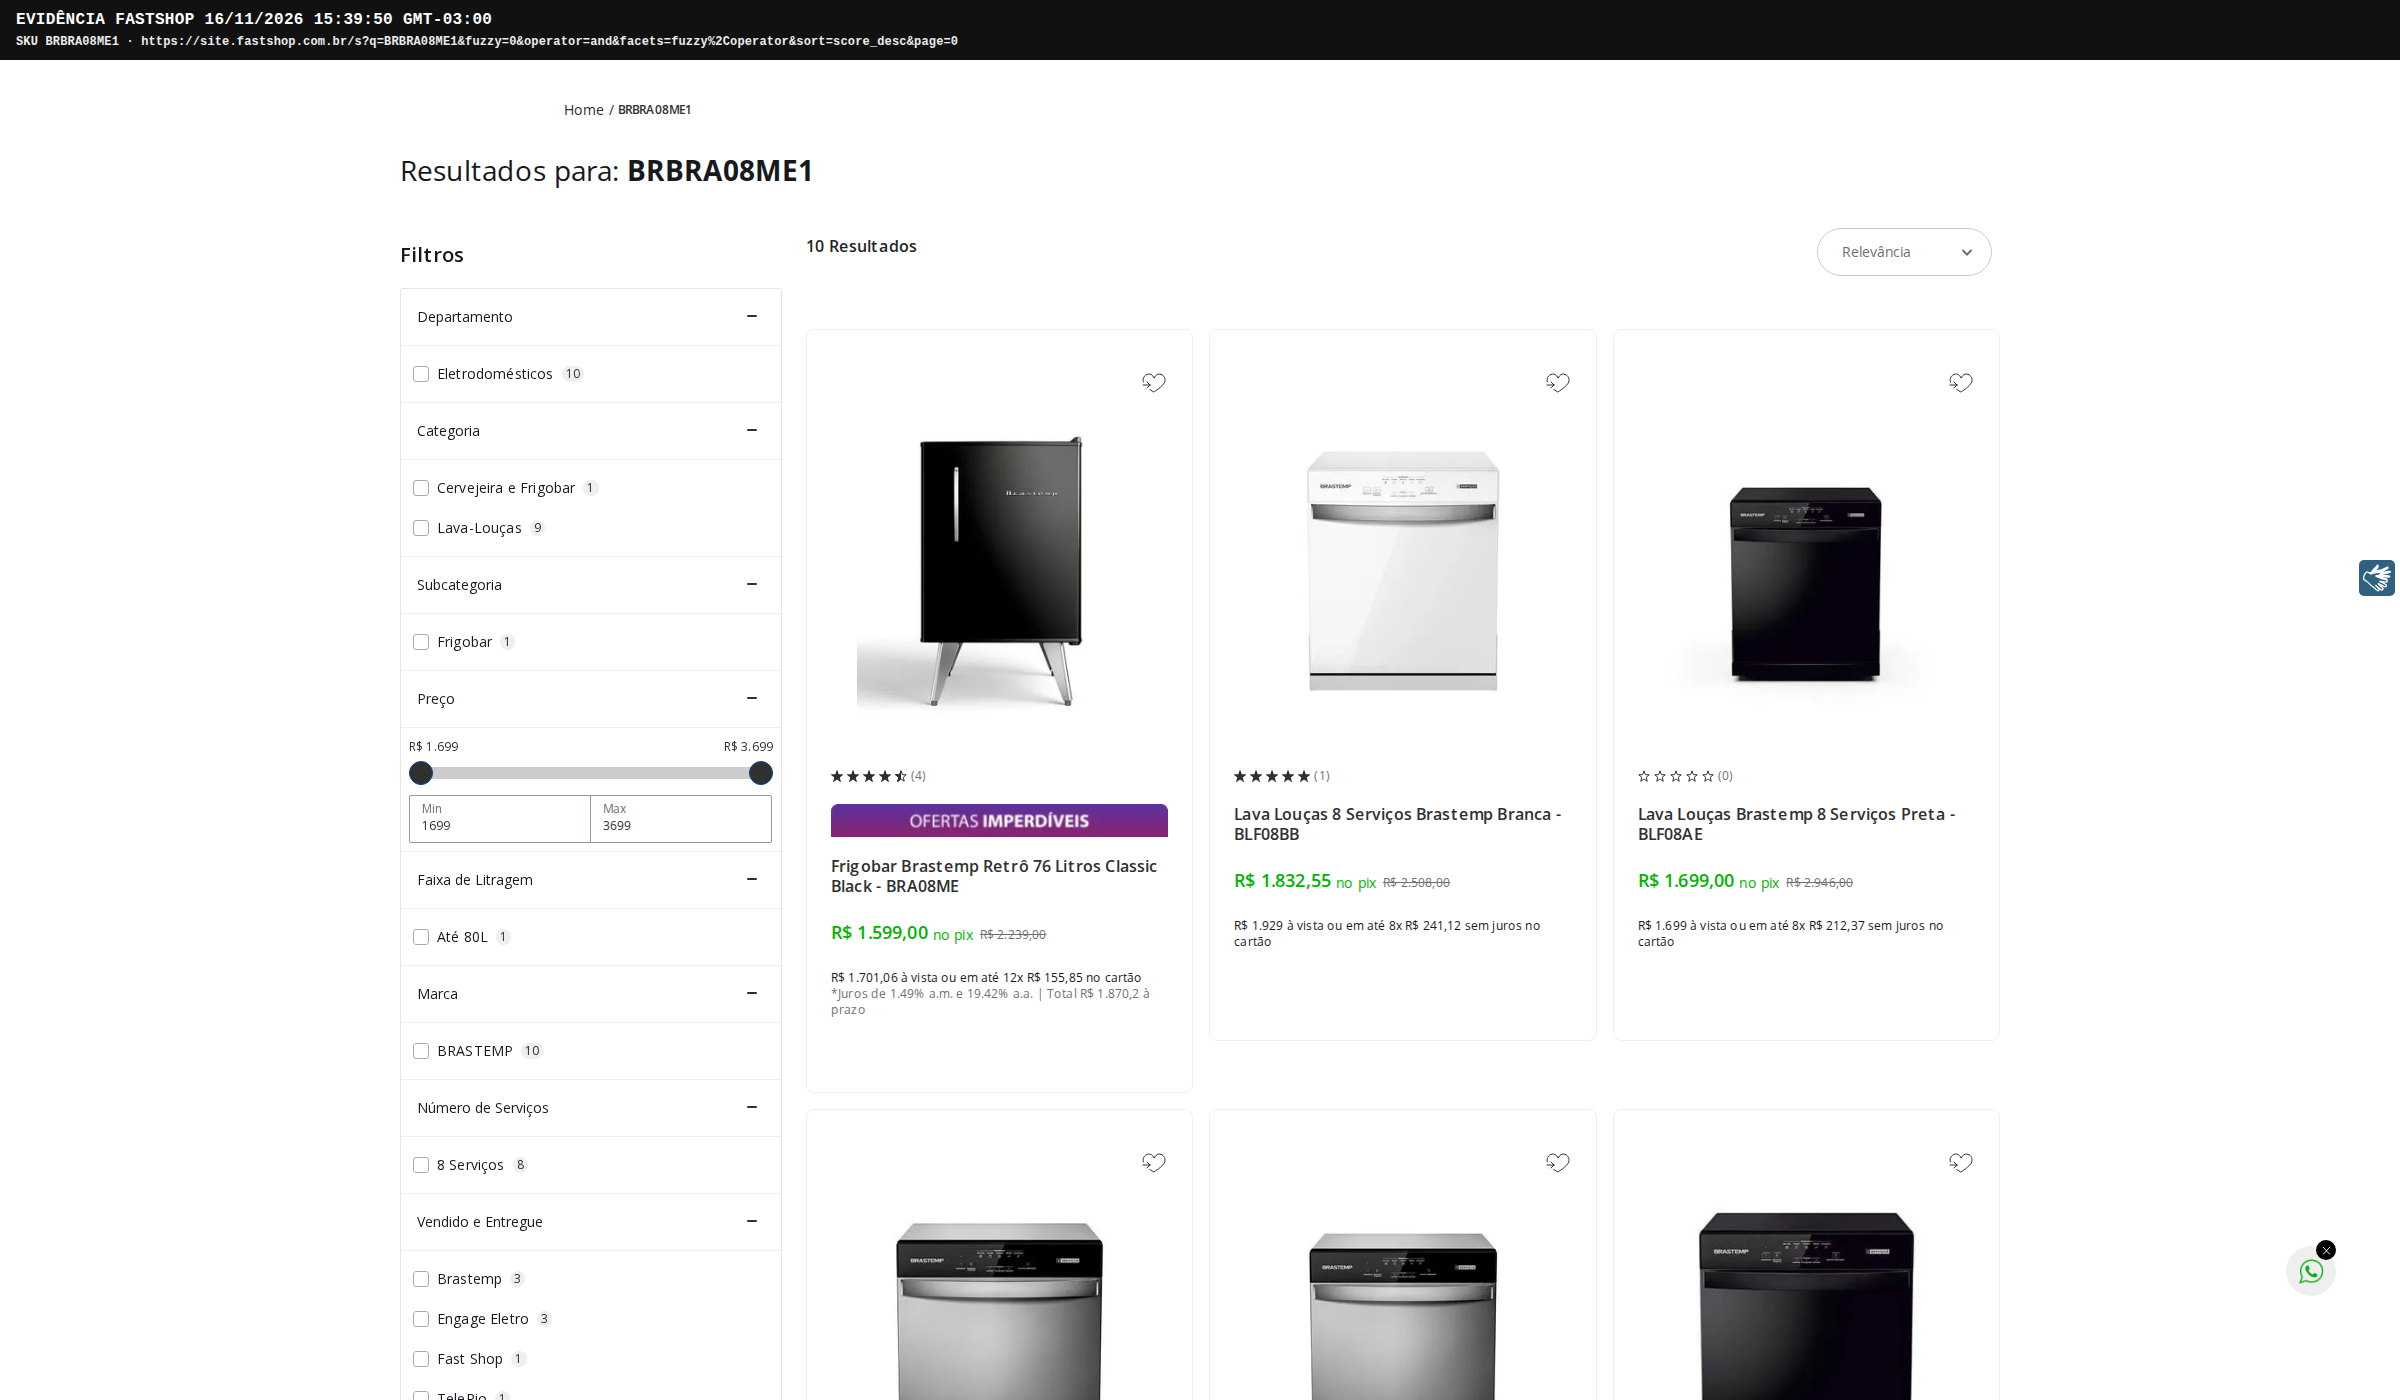 EVIDÊNCIA FASTSHOP 16/11/2026 15:39:50 GMT-03:00
SKU BRBRA08ME1 · https://site.fastshop.com.br/s?q=BRBRA08ME1&fuzzy=0&operator=and&facets=fuzzy%2Coperator&sort=score_desc&page=0
Home / BRBRA08ME1
Resultados para: BRBRA08ME1
Filtros
10 Resultados
Relevância
Departamento
Eletrodomésticos 10
Categoria
Cervejeira e Frigobar 1
Lava-Louças 9
Subcategoria
Frigobar 1
Preço
R$ 1.699 R$ 3.699
Min
1699
Max
3699
Faixa de Litragem
Até 80L 1
Marca
BRASTEMP 10
Número de Serviços
8 Serviços 8
Vendido e Entregue
Brastemp 3
Engage Eletro 3
Fast Shop 1
TeleRio 1
Brastemp
(4)
OFERTAS IMPERDÍVEIS
Frigobar Brastemp Retrô 76 Litros Classic
Black - BRA08ME
R$ 1.599,00 no pix R$ 2.239,00
R$ 1.701,06 à vista ou em até 12x R$ 155,85 no cartão
*Juros de 1.49% a.m. e 19.42% a.a. | Total R$ 1.870,2 à
prazo
BRASTEMP
(1)
Lava Louças 8 Serviços Brastemp Branca -
BLF08BB
R$ 1.832,55 no pix R$ 2.508,00
R$ 1.929 à vista ou em até 8x R$ 241,12 sem juros no
cartão
BRASTEMP
(0)
Lava Louças Brastemp 8 Serviços Preta -
BLF08AE
R$ 1.699,00 no pix R$ 2.946,00
R$ 1.699 à vista ou em até 8x R$ 212,37 sem juros no
cartão
BRASTEMP
BRASTEMP
BRASTEMP